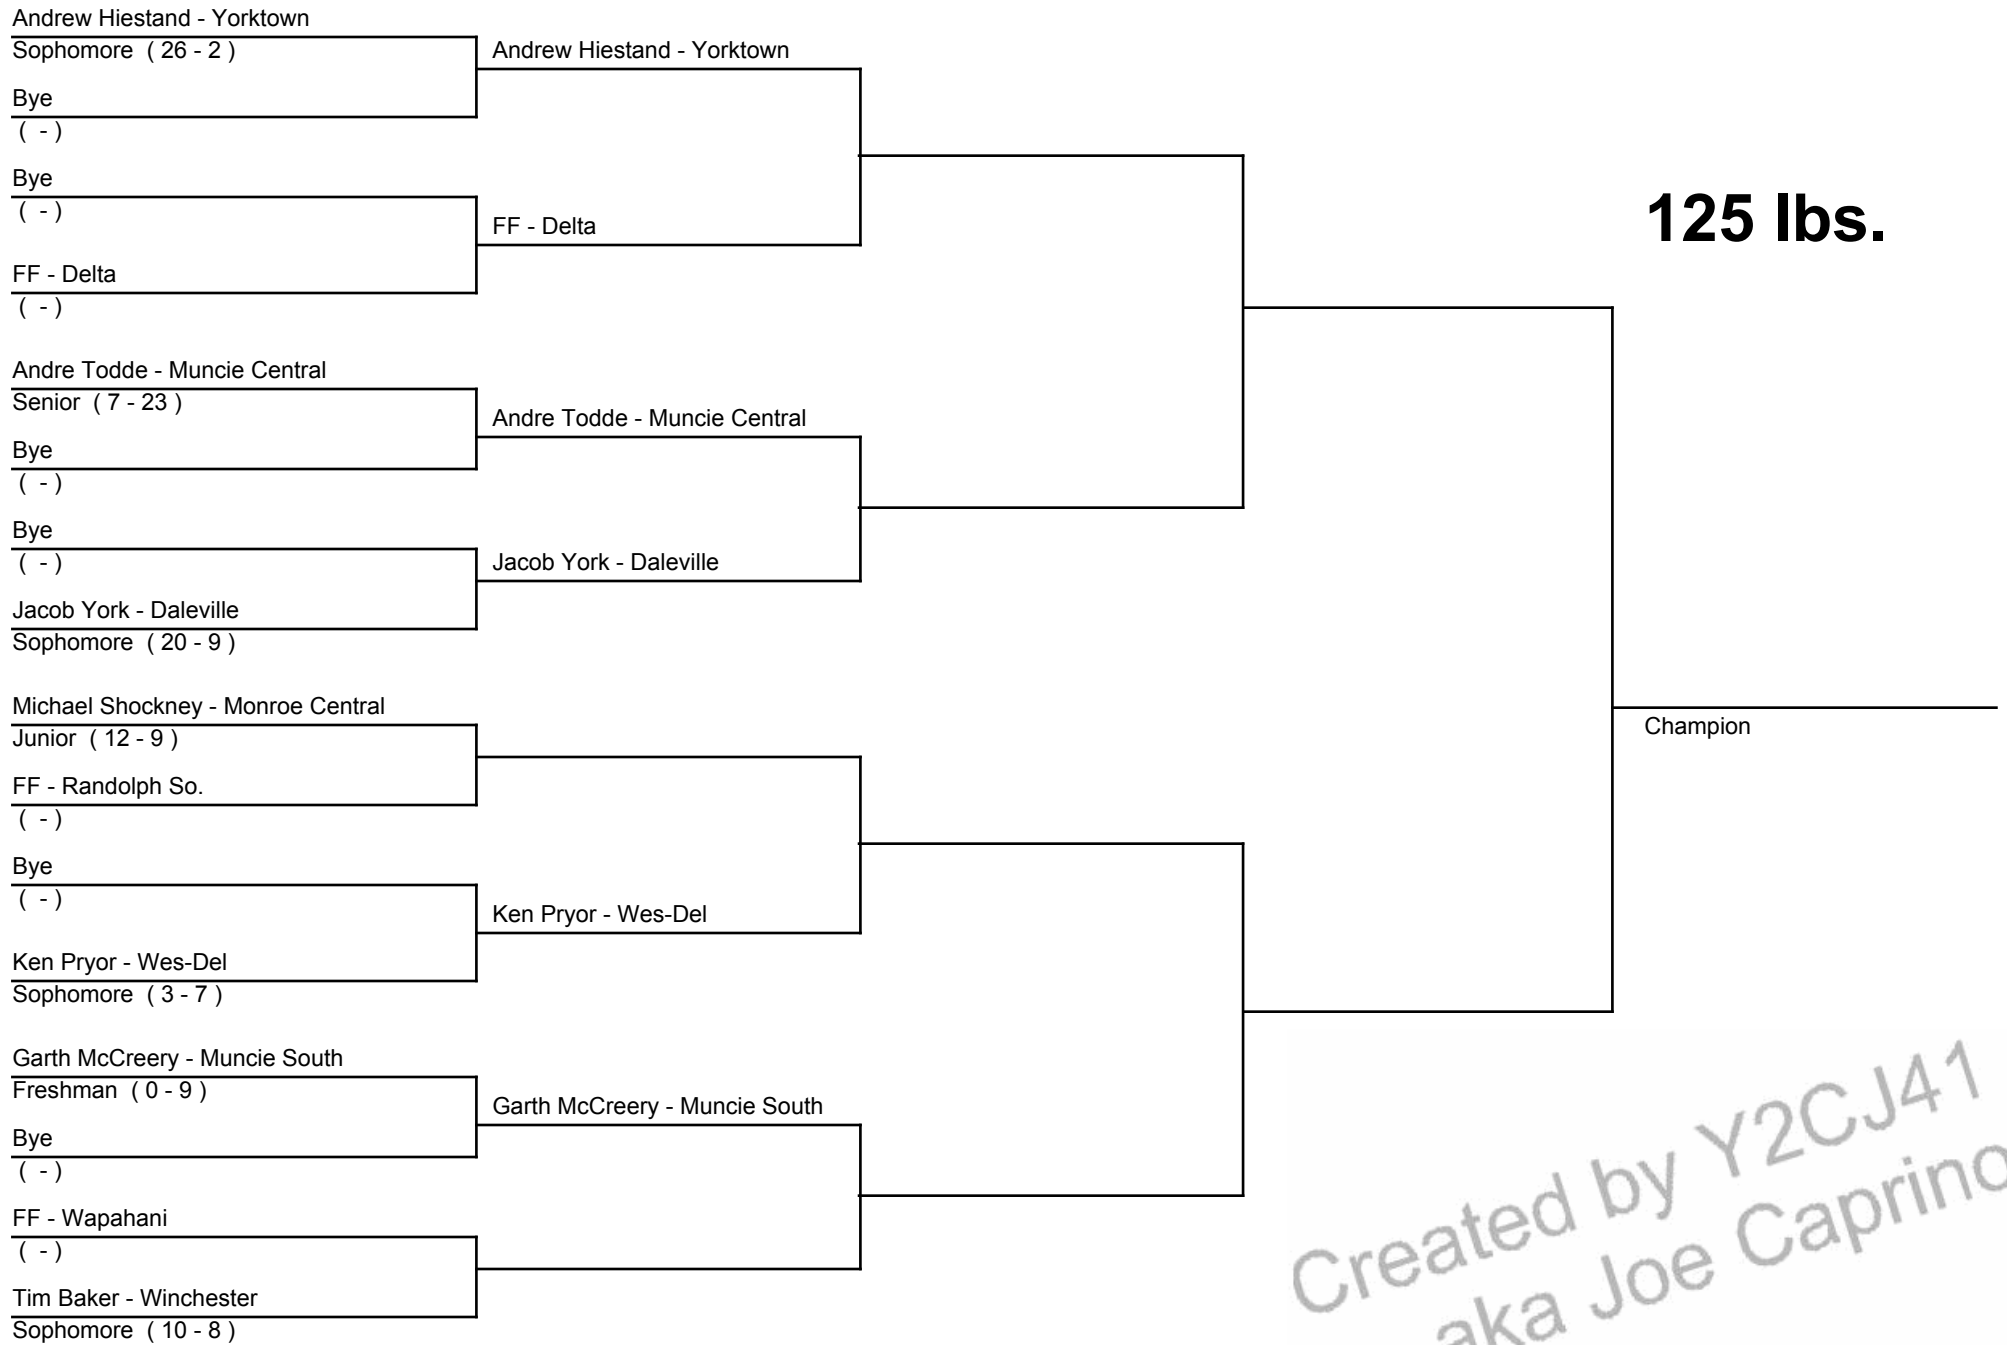 Andrew Hiestand - Yorktown
Sophomore ( 26 - 2 )
Bye
( - )
Bye
( - )
FF - Delta
( - )
Andre Todde - Muncie Central
Senior ( 7 - 23 )
Bye
( - )
Bye
( - )
Jacob York - Daleville
Sophomore ( 20 - 9 )
Michael Shockney - Monroe Central
Junior ( 12 - 9 )
FF - Randolph So.
( - )
Bye
( - )
Ken Pryor - Wes-Del
Sophomore ( 3 - 7 )
Garth McCreery - Muncie South
Freshman ( 0 - 9 )
Bye
( - )
FF - Wapahani
( - )
Tim Baker - Winchester
Sophomore ( 10 - 8 )
Andrew Hiestand - Yorktown
FF - Delta
Andre Todde - Muncie Central
Jacob York - Daleville
Ken Pryor - Wes-Del
Garth McCreery - Muncie South
125 lbs.
Champion
Created by Y2CJ41
aka Joe Caprino